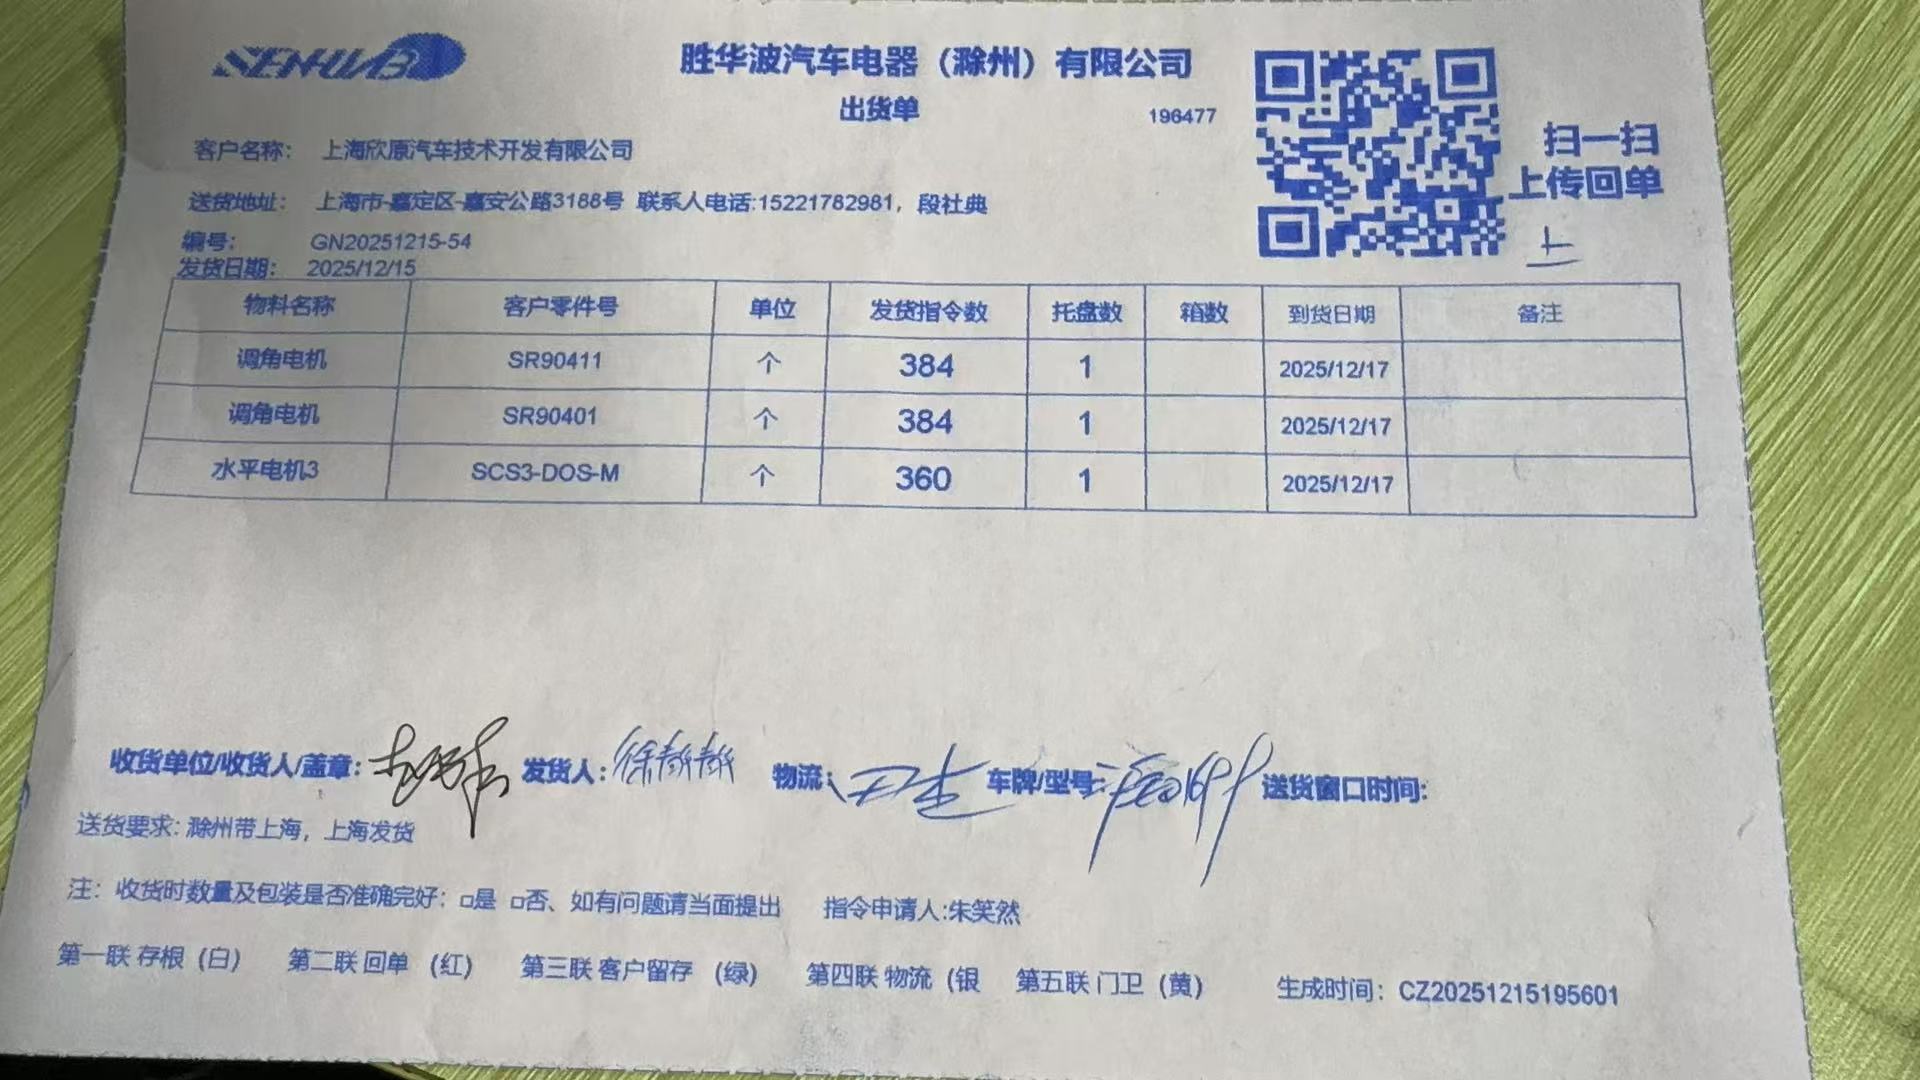 SENHUAB
胜华波汽车电器（滁州）有限公司
出货单
196477
扫一扫
上传回单
上
客户名称： 上海欣原汽车技术开发有限公司
送货地址： 上海市-嘉定区-嘉安公路3188号 联系人电话:15221782981，段社典
编号： GN20251215-54
发货日期： 2025/12/15
物料名称 客户零件号 单位 发货指令数 托盘数 箱数 到货日期 备注
调角电机 SR90411 个 384 1 2025/12/17
调角电机 SR90401 个 384 1 2025/12/17
水平电机3 SCS3-DOS-M 个 360 1 2025/12/17
收货单位/收货人/盖章： 发货人：徐静静 物流： 车牌/型号： 送货窗口时间：
送货要求: 滁州带上海，上海发货
注：收货时数量及包装是否准确完好：□是 □否、如有问题请当面提出 指令申请人:朱笑然
第一联 存根（白） 第二联 回单 （红） 第三联 客户留存 （绿） 第四联 物流（银 第五联 门卫（黄） 生成时间：CZ20251215195601